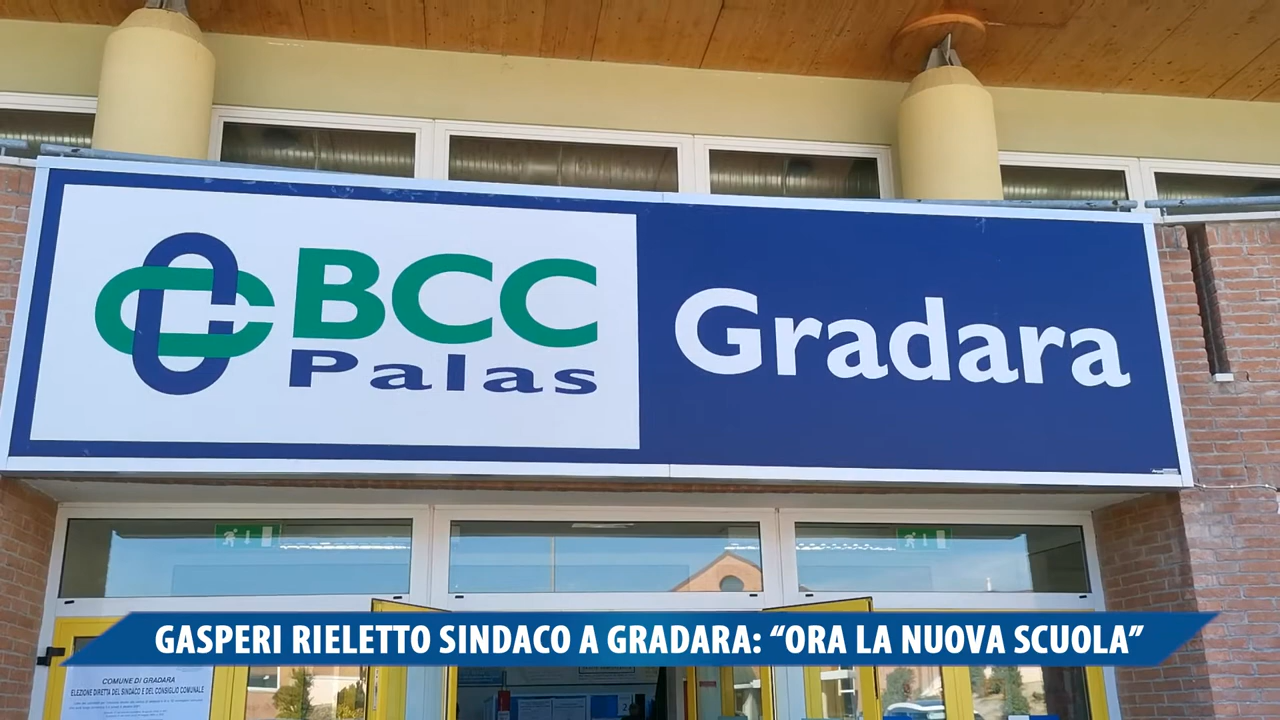 BCC
Palas
Gradara
GASPERI RIELETTO SINDACO A GRADARA: “ORA LA NUOVA SCUOLA”
COMUNE DI GRADARA
ELEZIONE DIRETTA DEL SINDACO E DEL CONSIGLIO COMUNALE